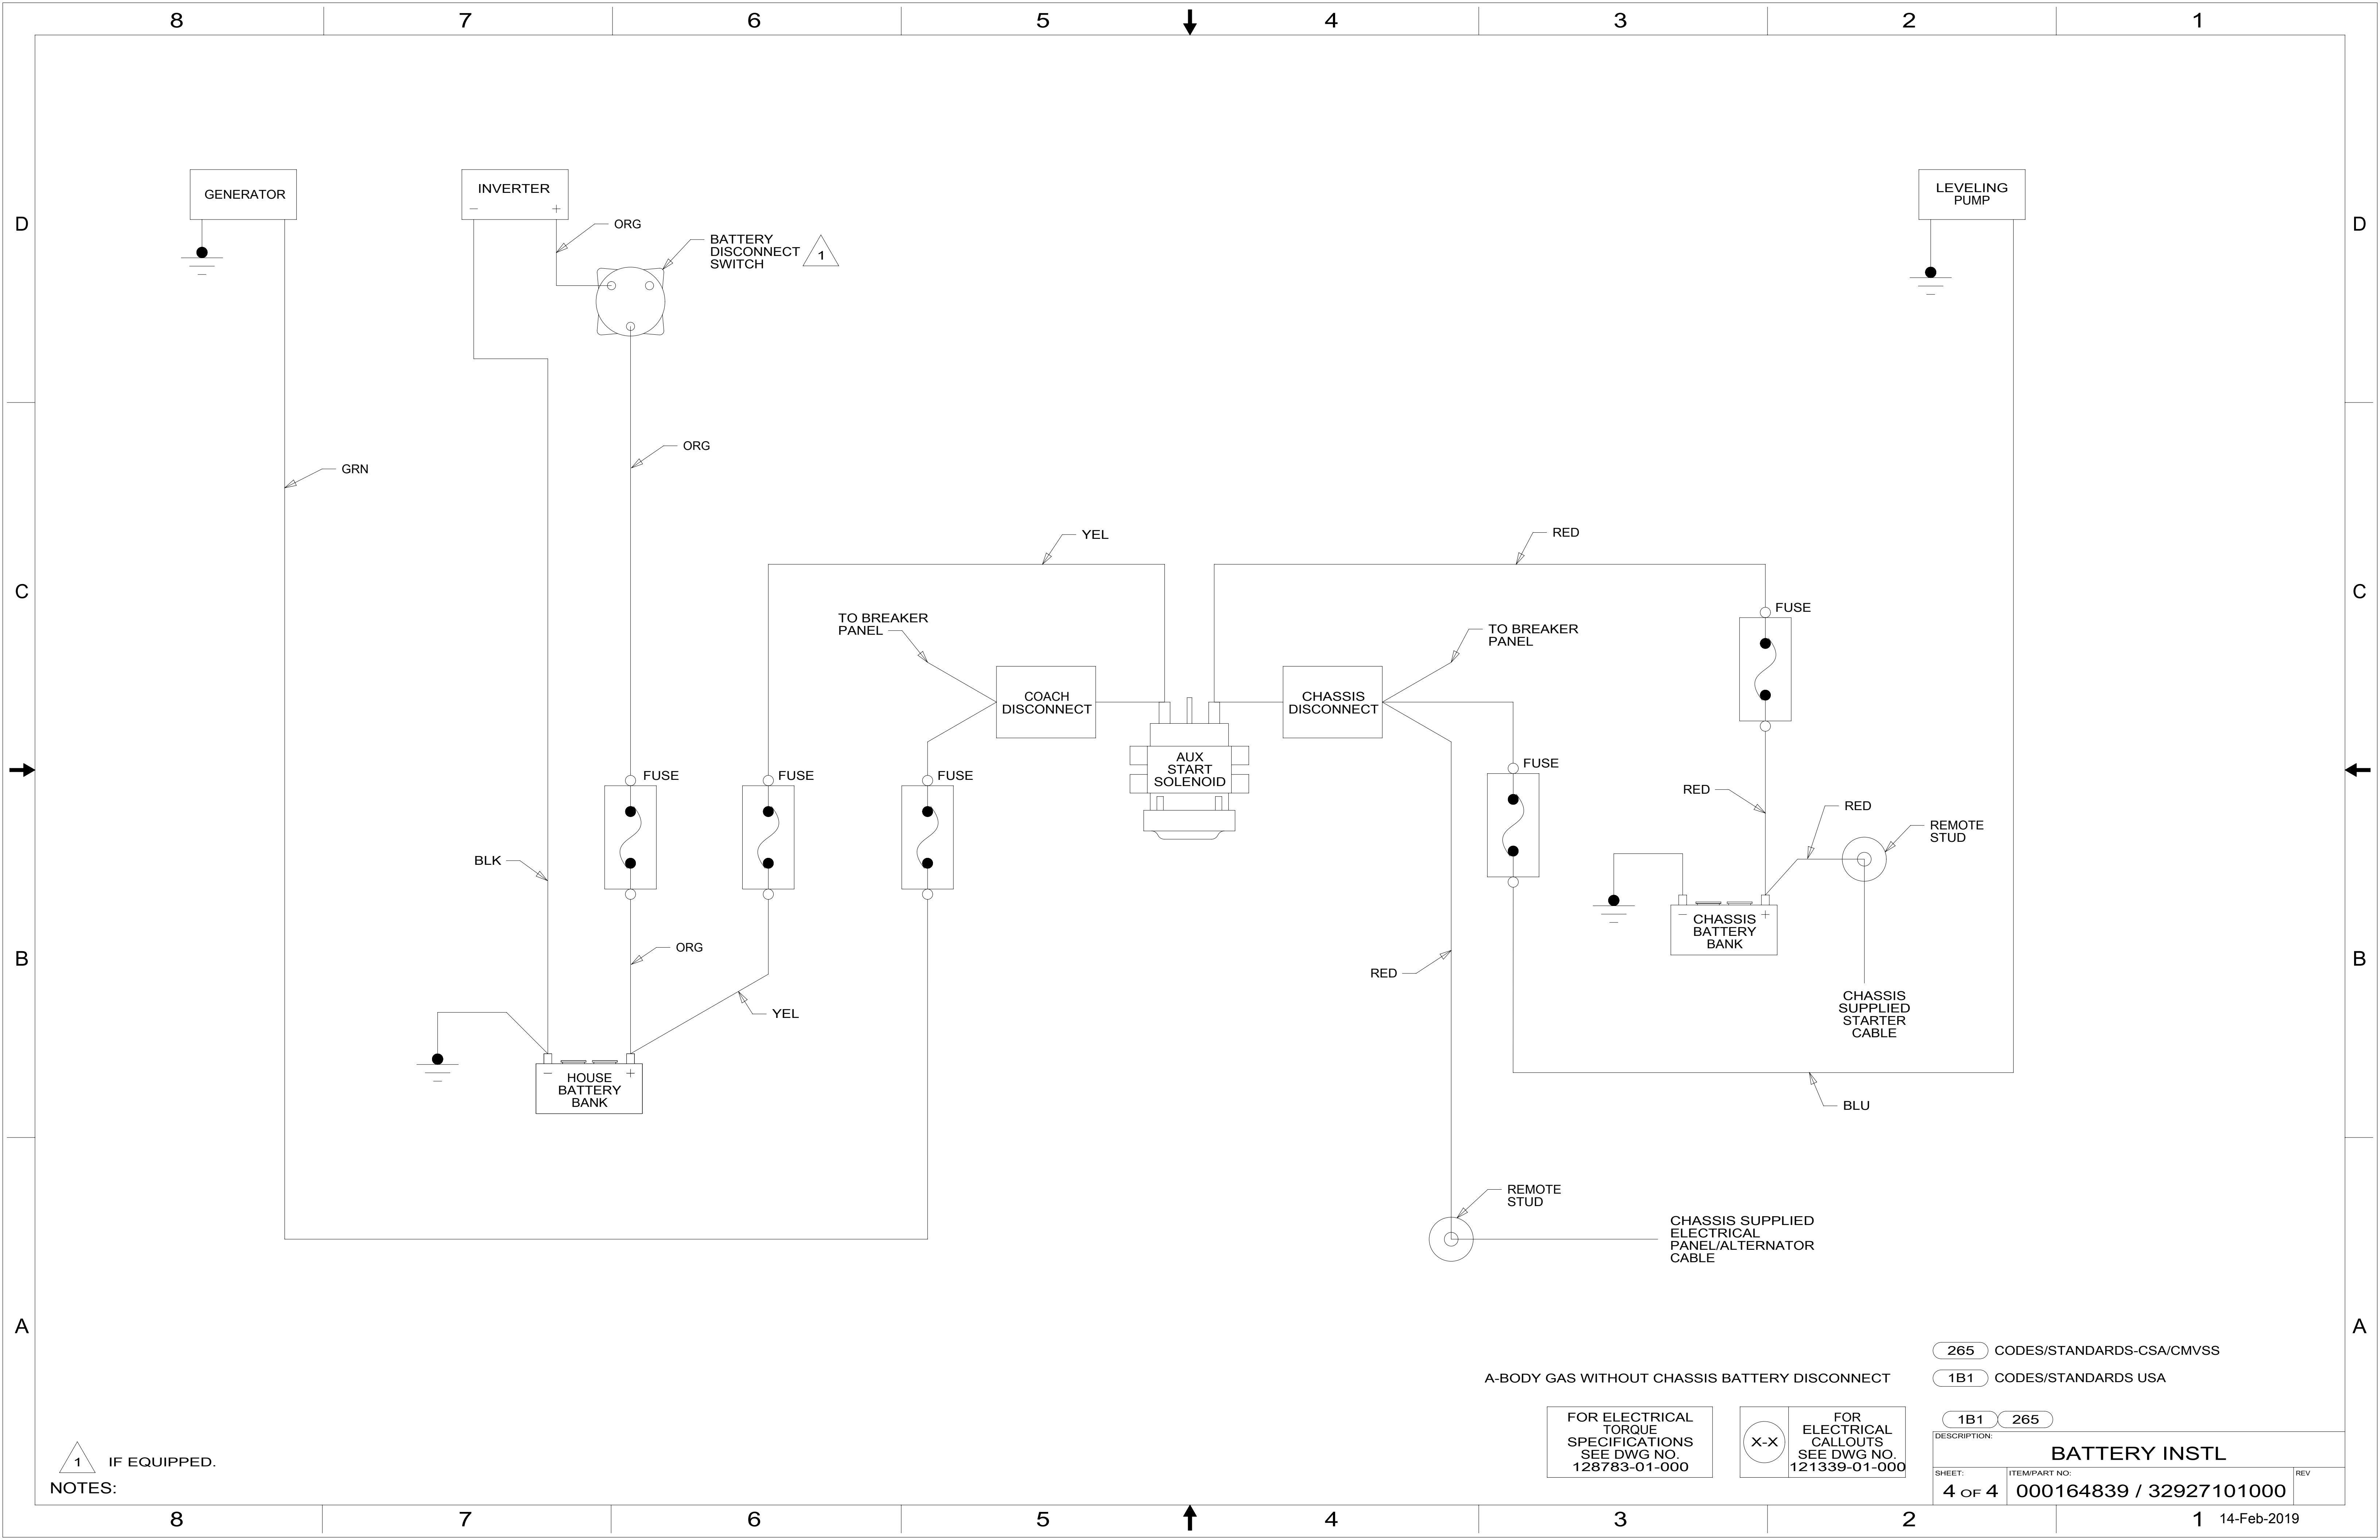 8 7 6 5 4 3 2 1
GENERATOR
INVERTER
− +
LEVELING
PUMP
D
D
ORG
BATTERY
DISCONNECT
SWITCH
1
ORG
GRN
YEL
RED
C
C
TO BREAKER
PANEL
TO BREAKER
PANEL
FUSE
COACH
DISCONNECT
CHASSIS
DISCONNECT
AUX
START
SOLENOID
FUSE
FUSE
FUSE
FUSE
RED
RED
REMOTE
STUD
BLK
− +
CHASSIS
BATTERY
BANK
ORG
B
B
RED
YEL
CHASSIS
SUPPLIED
STARTER
CABLE
− +
HOUSE
BATTERY
BANK
BLU
REMOTE
STUD
CHASSIS SUPPLIED
ELECTRICAL
PANEL/ALTERNATOR
CABLE
A
A
265 CODES/STANDARDS-CSA/CMVSS
A-BODY GAS WITHOUT CHASSIS BATTERY DISCONNECT
1B1 CODES/STANDARDS USA
FOR ELECTRICAL
TORQUE
SPECIFICATIONS
SEE DWG NO.
128783-01-000
X-X
FOR
ELECTRICAL
CALLOUTS
SEE DWG NO.
121339-01-000
1B1 265
DESCRIPTION:
BATTERY INSTL
SHEET:
4 OF 4
ITEM/PART NO:
000164839 / 32927101000
REV
1 IF EQUIPPED.
NOTES:
8 7 6 5 4 3 2 1
14-Feb-2019